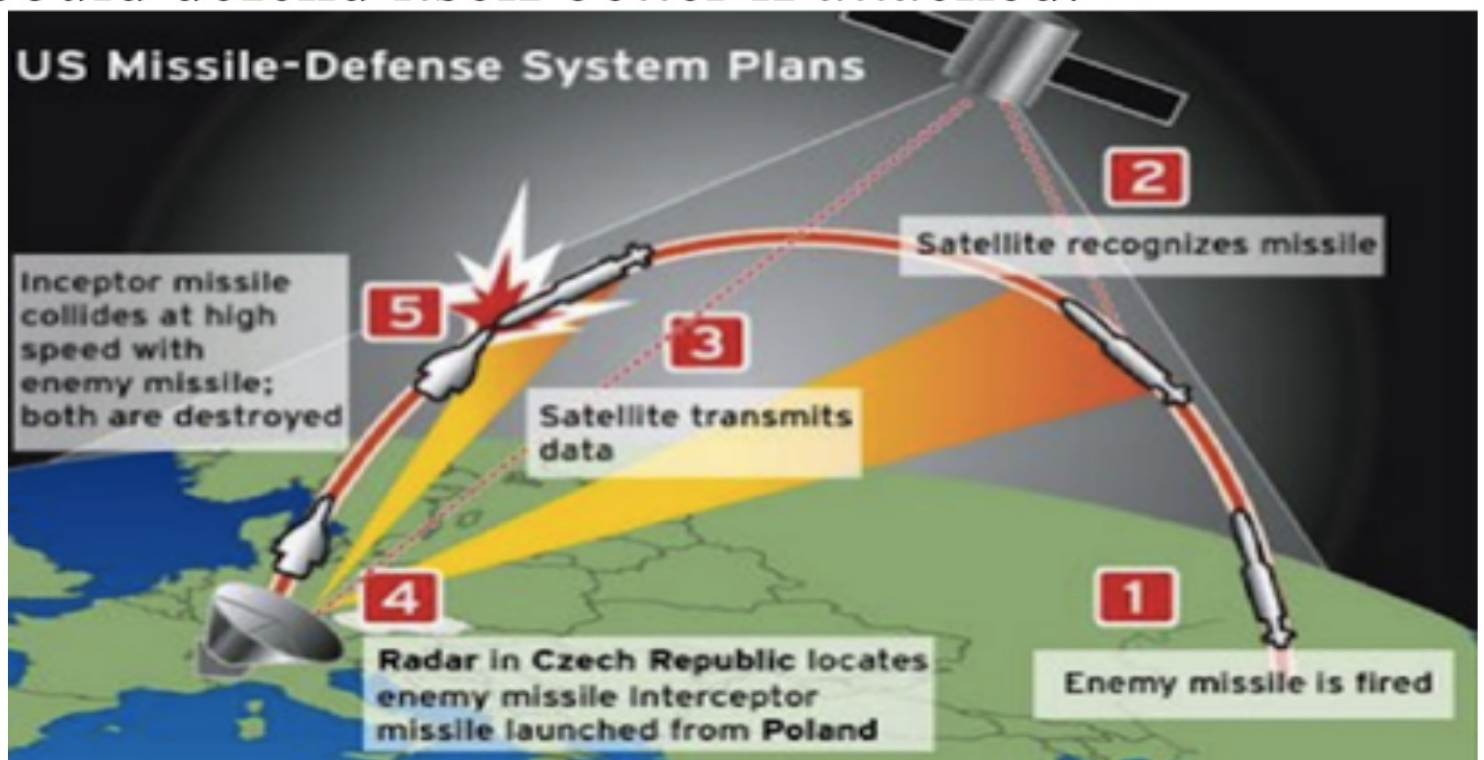 US Missile-Defense System Plans
2
Satellite recognizes missile
Inceptor missile
collides at high
speed with
enemy missile;
both are destroyed
5
3
Satellite transmits
data
4
Radar in Czech Republic locates
enemy missile Interceptor
missile launched from Poland
1
Enemy missile is fired